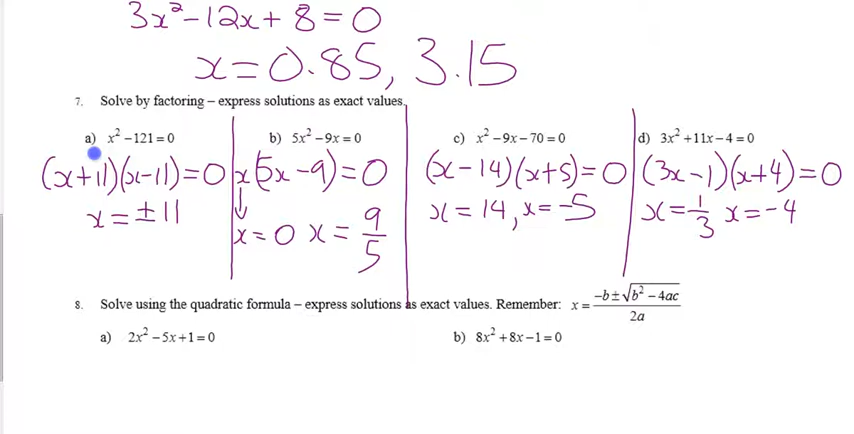 3x² - 12x + 8 = 0
x = 0.85, 3.15
7. Solve by factoring – express solutions as exact values.
a) x² − 121 = 0
(x+11)(x-11) = 0
x = ±11
b) 5x² − 9x = 0
x(5x - 9) = 0
↓
x = 0 x = 9/5
c) x² − 9x − 70 = 0
(x - 14)(x + 5) = 0
x = 14, x = -5
d) 3x² + 11x − 4 = 0
(3x - 1)(x + 4) = 0
x = 1/3 x = -4
8. Solve using the quadratic formula – express solutions as exact values. Remember: x = (−b ± √(b² − 4ac))/2a
a) 2x² − 5x + 1 = 0
b) 8x² + 8x − 1 = 0